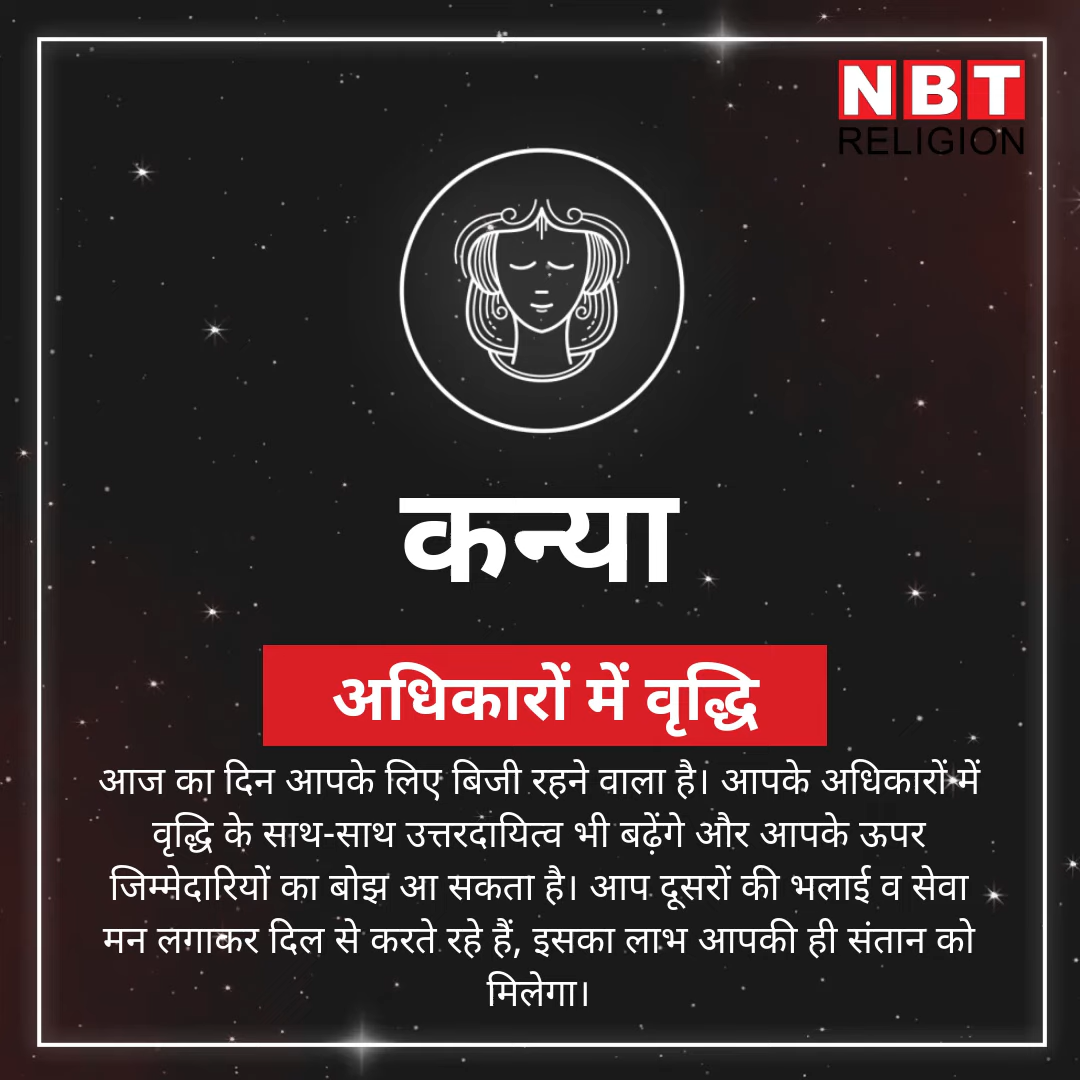 NBT
RELIGION
कन्या
अधिकारों में वृद्धि
आज का दिन आपके लिए बिजी रहने वाला है। आपके अधिकारों में
वृद्धि के साथ-साथ उत्तरदायित्व भी बढ़ेंगे और आपके ऊपर
जिम्मेदारियों का बोझ आ सकता है। आप दूसरों की भलाई व सेवा
मन लगाकर दिल से करते रहे हैं, इसका लाभ आपकी ही संतान को
मिलेगा।